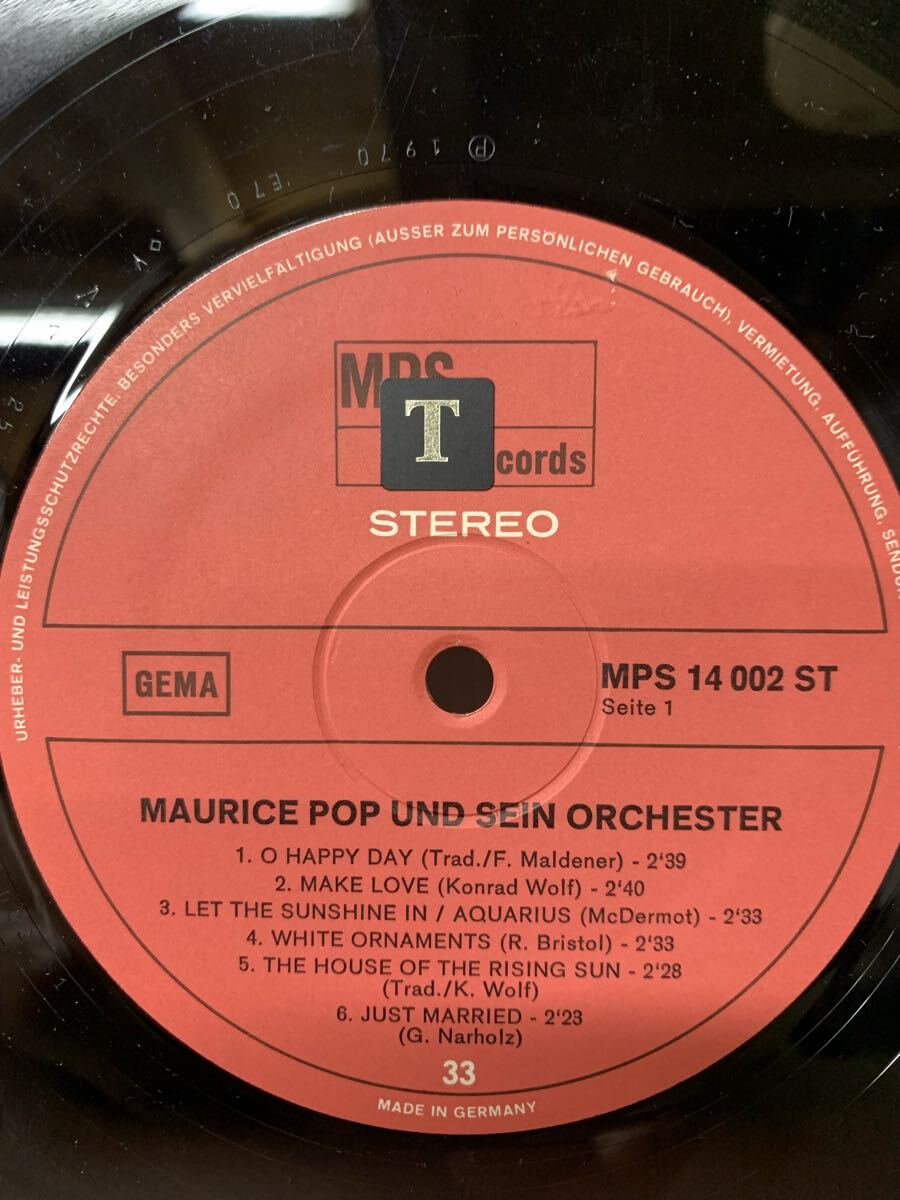 Ⓟ 1970 E70
URHEBER- UND LEISTUNGSSCHUTZRECHTE, BESONDERS VERVIELFÄLTIGUNG (AUSSER ZUM PERSÖNLICHEN GEBRAUCH), VERMIETUNG, AUFFÜHRUNG,
MPS
T
cords
STEREO
GEMA
MPS 14 002 ST
Seite 1
MAURICE POP UND SEIN ORCHESTER
1. O HAPPY DAY (Trad./F. Maldener) - 2'39
2. MAKE LOVE (Konrad Wolf) - 2'40
3. LET THE SUNSHINE IN / AQUARIUS (McDermot) - 2'33
4. WHITE ORNAMENTS (R. Bristol) - 2'33
5. THE HOUSE OF THE RISING SUN - 2'28
(Trad./K. Wolf)
6. JUST MARRIED - 2'23
(G. Narholz)
33
MADE IN GERMANY